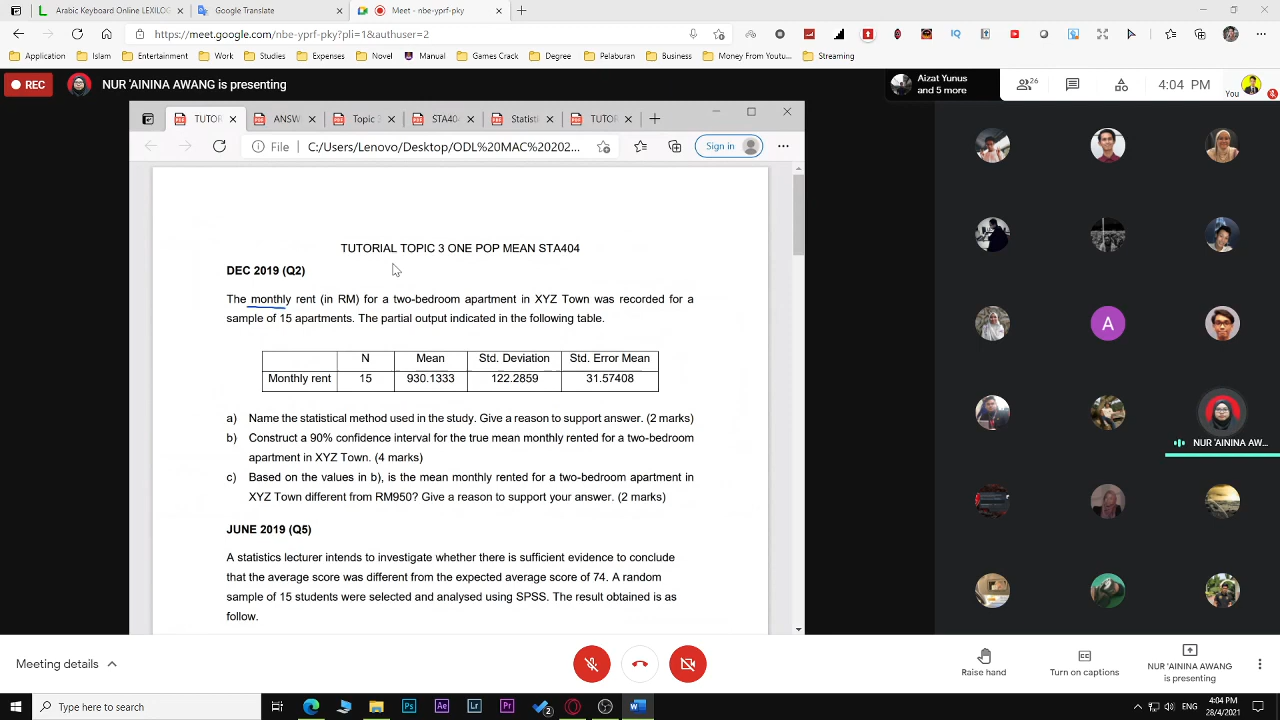 Arabic Keyboard Online LEXILOG
Google Translate
Meet - nbe-yprf-pky
https://meet.google.com/nbe-yprf-pky?pli=1&authuser=2
Application
Islam
Work
Studies
Expenses
Novel
Manual
Games Crack
Degree
Pelaburan
Business
Money From Youtu...
Streaming
REC
NUR 'AININA AWANG is presenting
Aizat Yunus
and 5 more
26
4:04 PM
You
TUTOR
ANSW
Topic 3
STA40
Statisti
TUTOR
File
C:/Users/Lenovo/Desktop/ODL%20MAC%20202...
Sign in
TUTORIAL TOPIC 3 ONE POP MEAN STA404
DEC 2019 (Q2)
The monthly rent (in RM) for a two-bedroom apartment in XYZ Town was recorded for a
sample of 15 apartments. The partial output indicated in the following table.
N Mean Std. Deviation Std. Error Mean
Monthly rent 15 930.1333 122.2859 31.57408
a) Name the statistical method used in the study. Give a reason to support answer. (2 marks)
b) Construct a 90% confidence interval for the true mean monthly rented for a two-bedroom
apartment in XYZ Town. (4 marks)
c) Based on the values in b), is the mean monthly rented for a two-bedroom apartment in
XYZ Town different from RM950? Give a reason to support your answer. (2 marks)
JUNE 2019 (Q5)
A statistics lecturer intends to investigate whether there is sufficient evidence to conclude
that the average score was different from the expected average score of 74. A random
sample of 15 students were selected and analysed using SPSS. The result obtained is as
follow.
A
NUR 'AININA AW...
Meeting details
Raise hand
Turn on captions
NUR 'AININA AWANG
is presenting
Type here to search
ENG
4:04 PM
28/4/2021